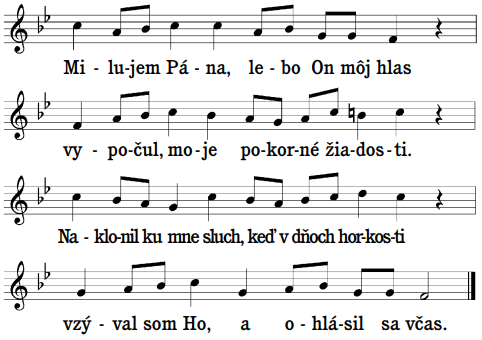 Mi - lu-jem Pá - na, le - bo On môj hlas
vy - po-čul, mo - je po-kor-né žia-dos-ti.
Na - klo-nil ku mne sluch, keď v dňoch hor-kos-ti
vzý - val som Ho, a o-hlá-sil sa včas.